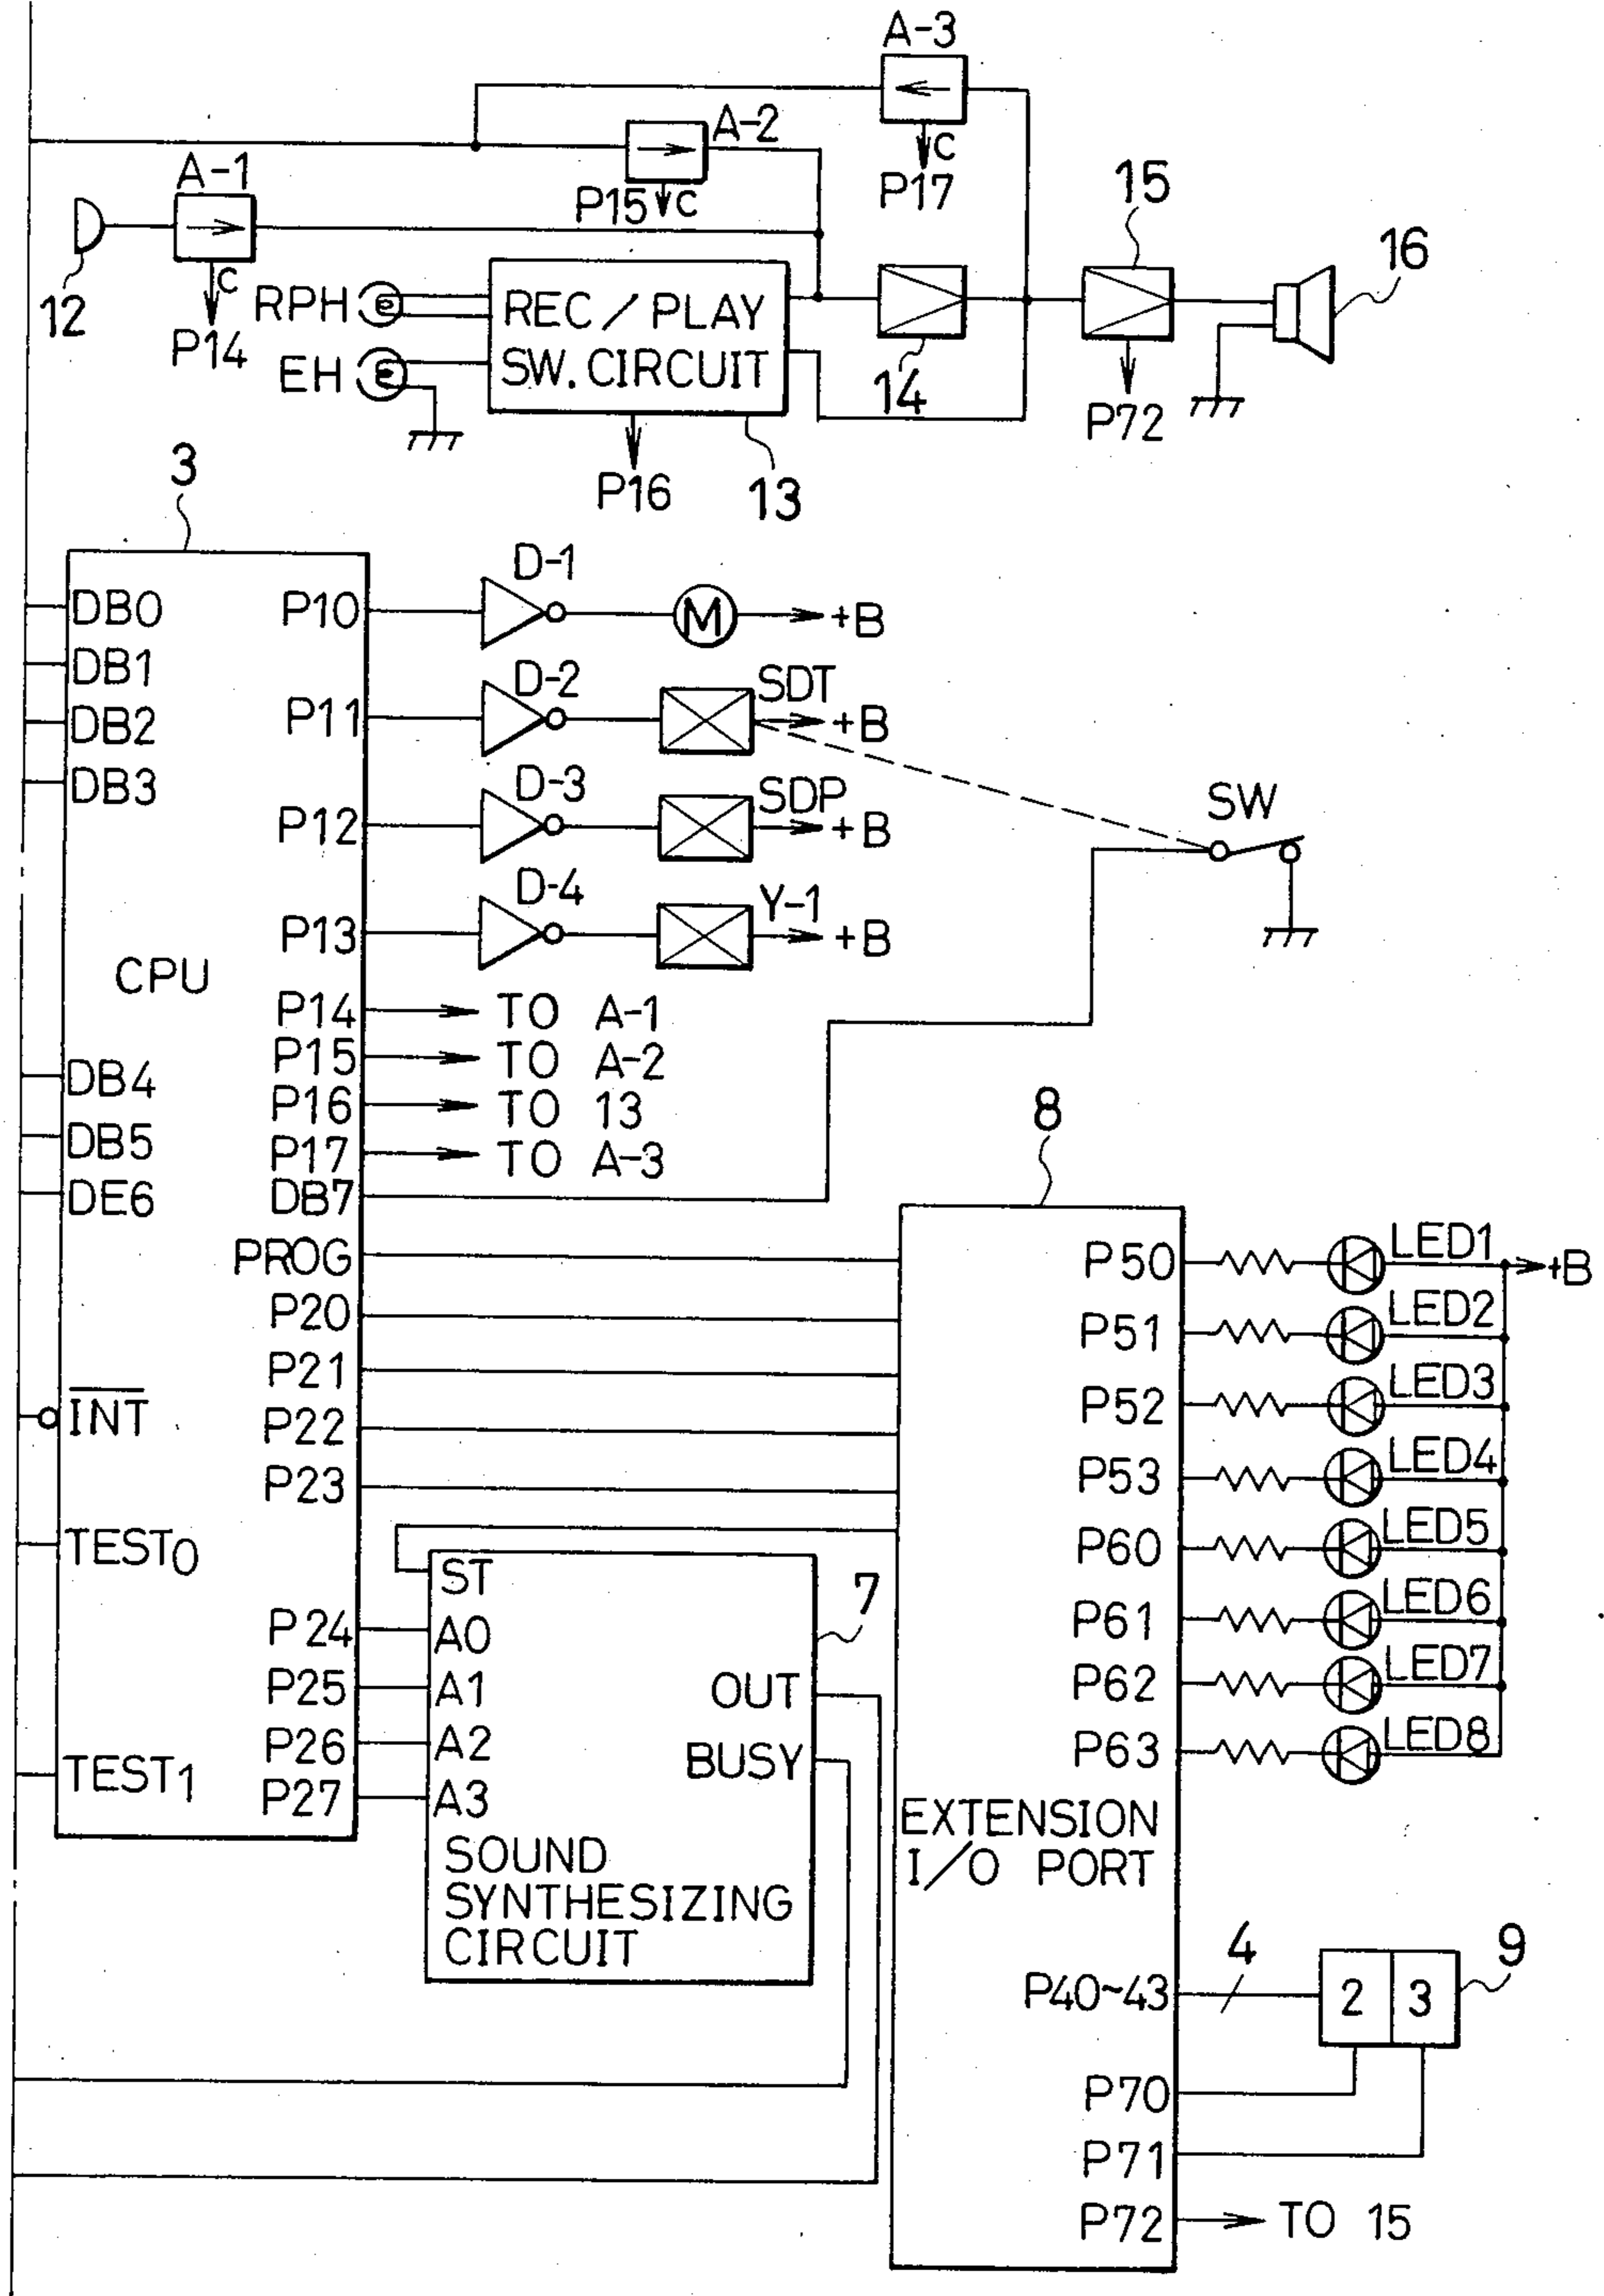 A-3
C
P17
A-2
P15 C
A-1
C
P14
12
15
16
RPH
EH
REC / PLAY
SW. CIRCUIT
14
P72
P16
13
3
DB0
DB1
DB2
DB3
CPU
DB4
DB5
DE6
INT
TEST0
TEST1
P10
D-1
M
+B
P11
D-2
SDT
+B
P12
D-3
SDP
+B
P13
D-4
Y-1
+B
SW
P14 TO A-1
P15 TO A-2
P16 TO 13
P17 TO A-3
DB7
PROG
P20
P21
P22
P23
P24
P25
P26
P27
ST
A0
A1
A2
A3
7
OUT
BUSY
SOUND
SYNTHESIZING
CIRCUIT
8
P50 LED1 +B
P51 LED2
P52 LED3
P53 LED4
P60 LED5
P61 LED6
P62 LED7
P63 LED8
EXTENSION
I/O PORT
P40~43 4 2 3 9
P70
P71
P72 TO 15